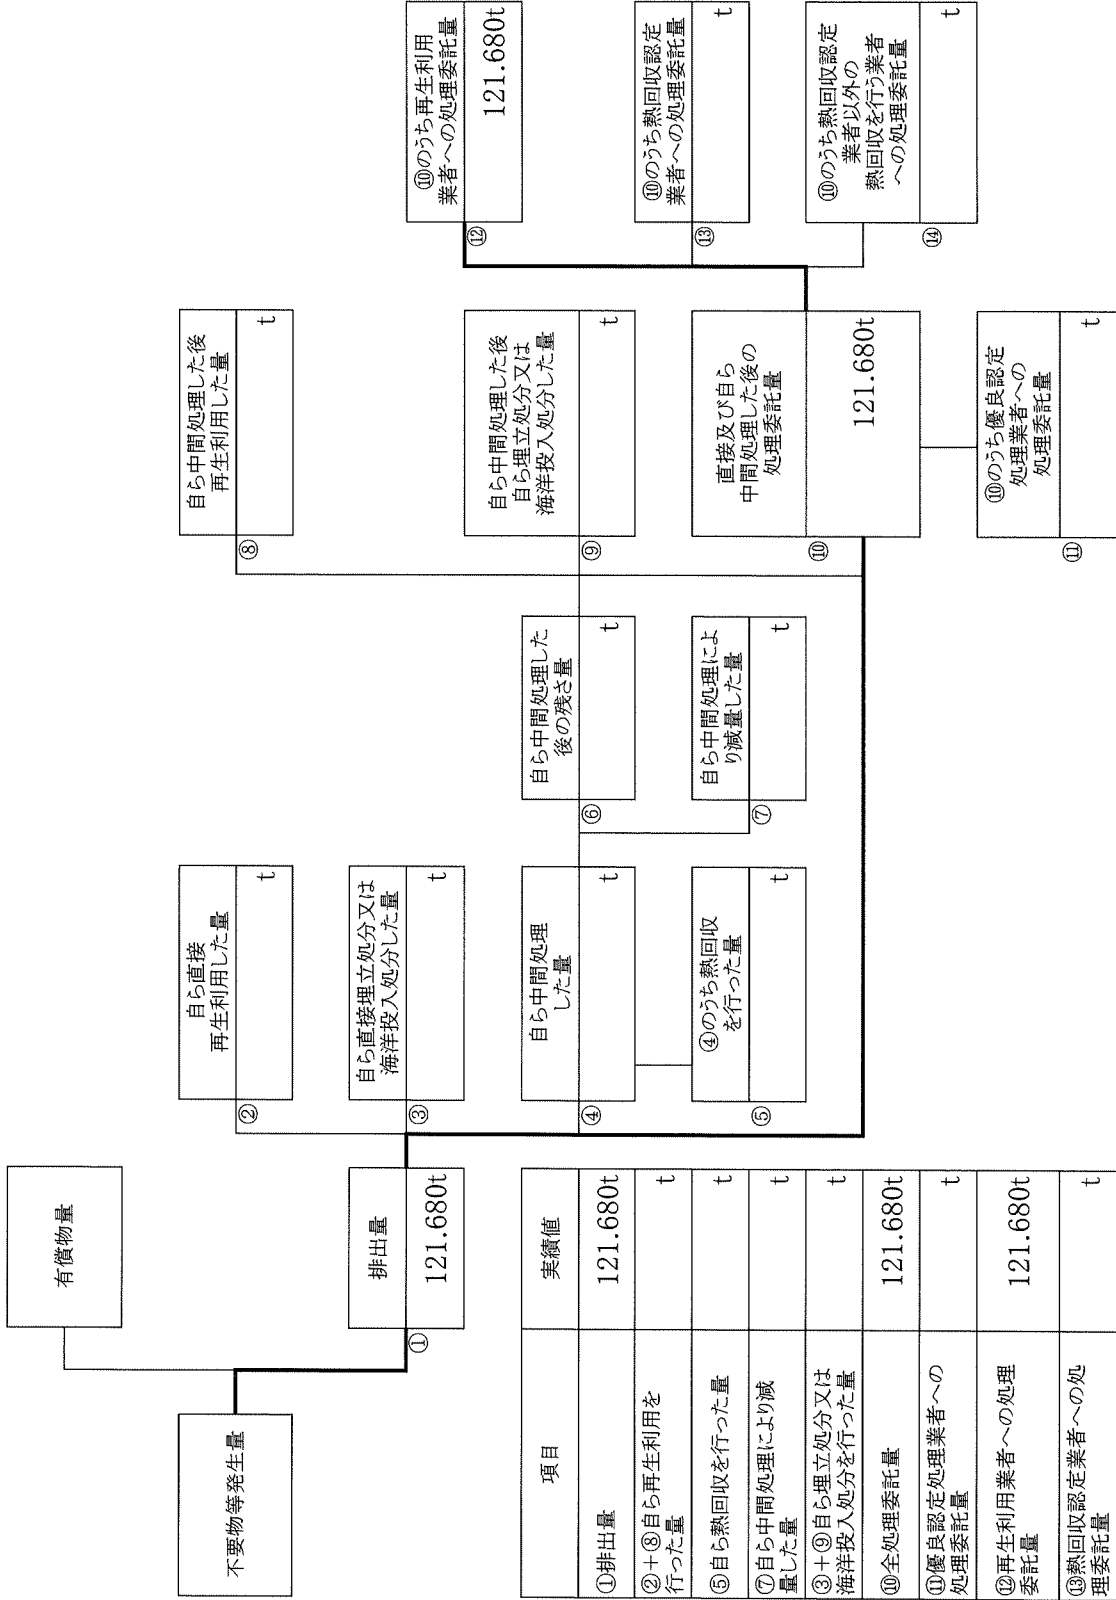 有償物量
不要物等発生量
①
排出量
121.680t
②
自ら直接
再生利用した量
t
③
自ら直接埋立処分又は
海洋投入処分した量
t
④
自ら中間処理
した量
t
⑤
④のうち熱回収
を行った量
t
⑥
自ら中間処理した
後の残さ量
t
⑦
自ら中間処理によ
り減量した量
t
⑧
自ら中間処理した後
再生利用した量
t
⑨
自ら中間処理した後
自ら埋立処分又は
海洋投入処分した量
t
⑩
直接及び自ら
中間処理した後の
処理委託量
121.680t
⑪
⑩のうち優良認定
処理業者への
処理委託量
t
⑫
⑩のうち再生利用
業者への処理委託量
121.680t
⑬
⑩のうち熱回収認定
業者への処理委託量
t
⑭
⑩のうち熱回収認定
業者以外の
熱回収を行う業者
への処理委託量
t
項目 実績値
①排出量 121.680t
②+⑧自ら再生利用を
行った量 t
⑤自ら熱回収を行った量 t
⑦自ら中間処理により減
量した量 t
③+⑨自ら埋立処分又は
海洋投入処分を行った量 t
⑩全処理委託量 121.680t
⑪優良認定処理業者への
処理委託量 t
⑫再生利用業者への処理
委託量 121.680t
⑬熱回収認定業者への処
理委託量 t